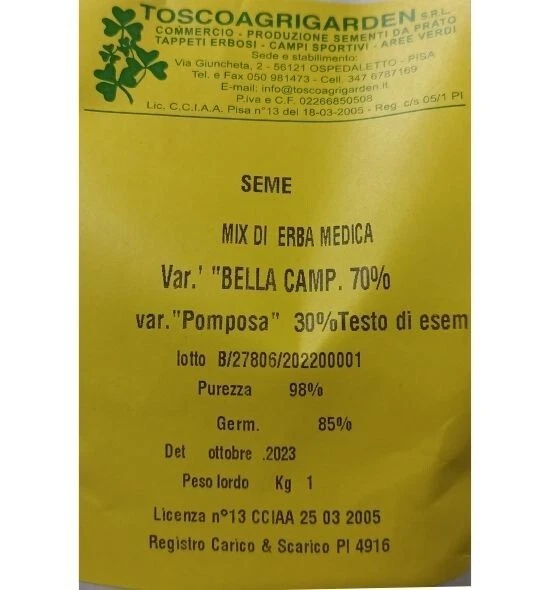 TOSCOAGRIGARDEN S.R.L.
COMMERCIO - PRODUZIONE SEMENTI DA PRATO
TAPPETI ERBOSI - CAMPI SPORTIVI - AREE VERDI
Sede e stabilimento:
Via Giuncheta, 2 - 56121 OSPEDALETTO - PISA
Tel. e Fax 050 981473 - Cell. 347 6787169
E-mail: info@toscoagrigarden.it
P.iva e C.F. 02266850508
Lic. C.C.I.A.A. Pisa n°13 del 18-03-2005 - Reg. c/s 05/1 PI
SEME
MIX DI ERBA MEDICA
Var.' "BELLA CAMP. 70%
var."Pomposa" 30%Testo di esem
lotto B/27806/202200001
Purezza 98%
Germ. 85%
Det ottobre .2023
Peso lordo Kg 1
Licenza n°13 CCIAA 25 03 2005
Registro Carico & Scarico PI 4916